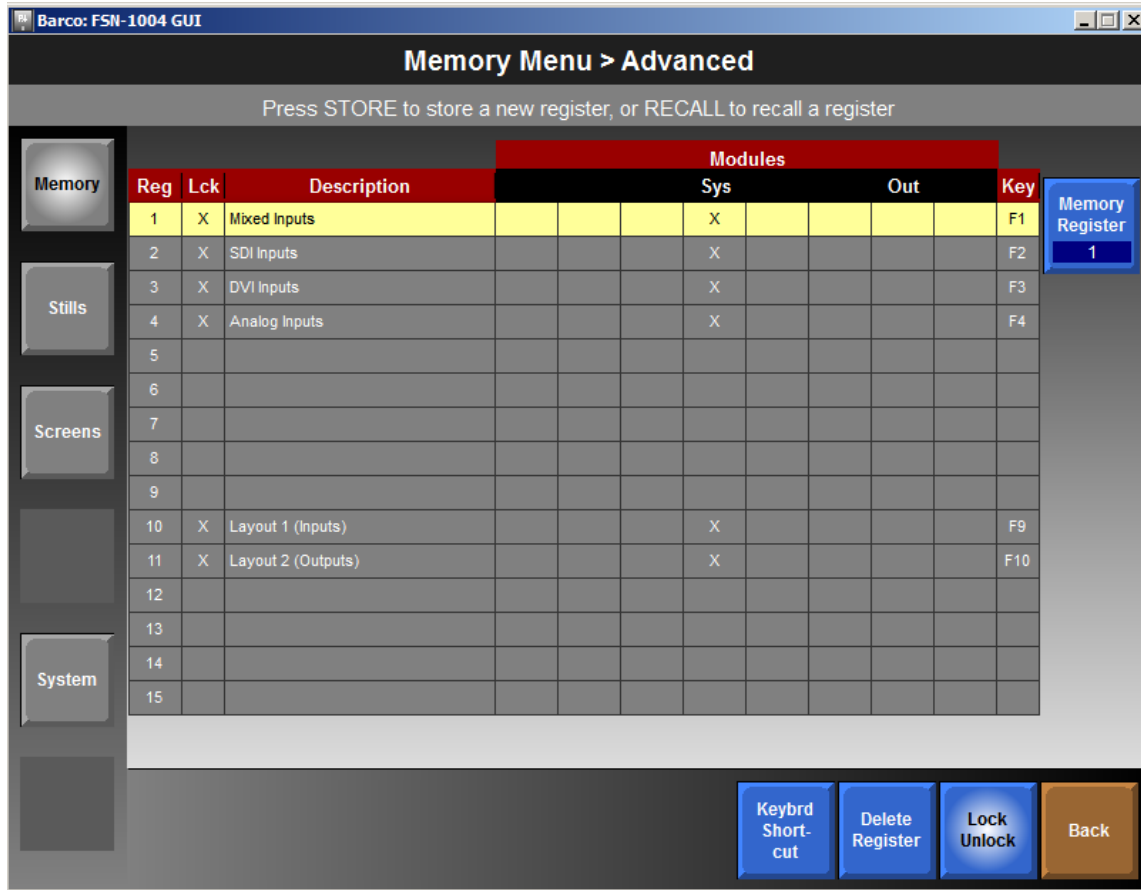 Barco: FSN-1004 GUI
Memory Menu > Advanced
Press STORE to store a new register, or RECALL to recall a register
Memory
Stills
Screens
System
Modules
Reg Lck Description Sys Out Key
1 X Mixed Inputs X F1
2 X SDI Inputs X F2
3 X DVI Inputs X F3
4 X Analog Inputs X F4
5
6
7
8
9
10 X Layout 1 (Inputs) X F9
11 X Layout 2 (Outputs) X F10
12
13
14
15
Memory
Register
1
Keybrd
Short-
cut
Delete
Register
Lock
Unlock
Back